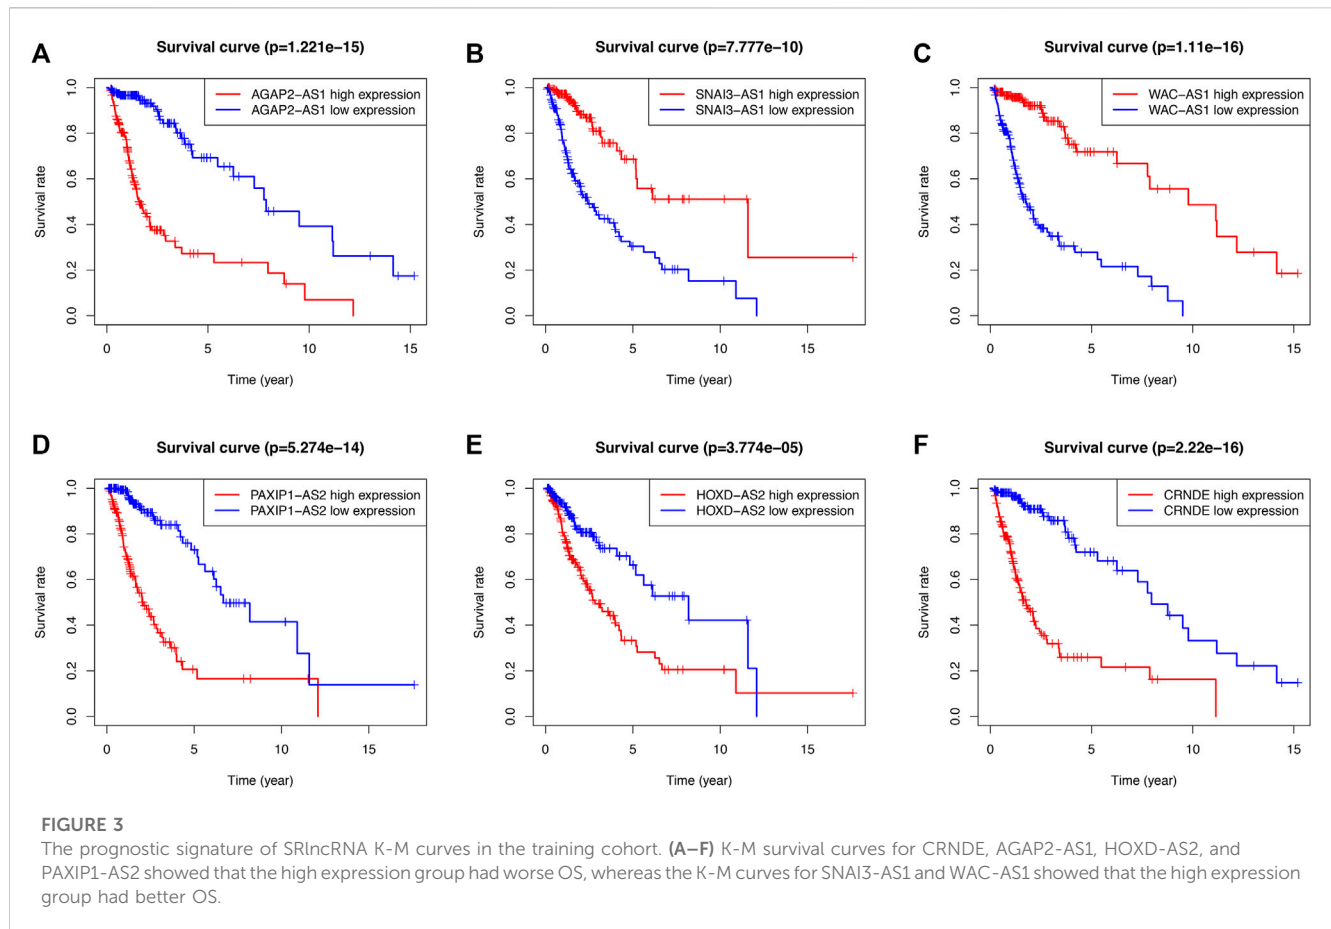 A
Survival curve (p=1.221e−15)
AGAP2−AS1 high expression
AGAP2−AS1 low expression
Survival rate
1.0
0.8
0.6
0.4
0.2
0.0
0 5 10 15
Time (year)
B
Survival curve (p=7.777e−10)
SNAI3−AS1 high expression
SNAI3−AS1 low expression
Survival rate
1.0
0.8
0.6
0.4
0.2
0.0
0 5 10 15
Time (year)
C
Survival curve (p=1.11e−16)
WAC−AS1 high expression
WAC−AS1 low expression
Survival rate
1.0
0.8
0.6
0.4
0.2
0.0
0 5 10 15
Time (year)
D
Survival curve (p=5.274e−14)
PAXIP1−AS2 high expression
PAXIP1−AS2 low expression
Survival rate
1.0
0.8
0.6
0.4
0.2
0.0
0 5 10 15
Time (year)
E
Survival curve (p=3.774e−05)
HOXD−AS2 high expression
HOXD−AS2 low expression
Survival rate
1.0
0.8
0.6
0.4
0.2
0.0
0 5 10 15
Time (year)
F
Survival curve (p=2.22e−16)
CRNDE high expression
CRNDE low expression
Survival rate
1.0
0.8
0.6
0.4
0.2
0.0
0 5 10 15
Time (year)
FIGURE 3
The prognostic signature of SRlncRNA K-M curves in the training cohort. (A–F) K-M survival curves for CRNDE, AGAP2-AS1, HOXD-AS2, and
PAXIP1-AS2 showed that the high expression group had worse OS, whereas the K-M curves for SNAI3-AS1 and WAC-AS1 showed that the high expression
group had better OS.